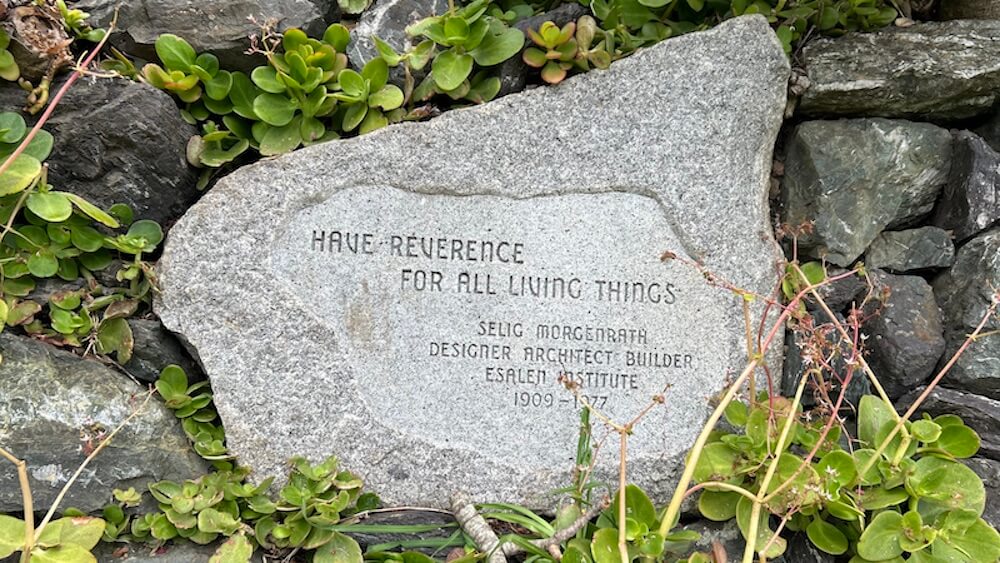 HAVE REVERENCE
FOR ALL LIVING THINGS
SELIG MORGENRATH
DESIGNER ARCHITECT BUILDER
ESALEN INSTITUTE
1909 – 1977